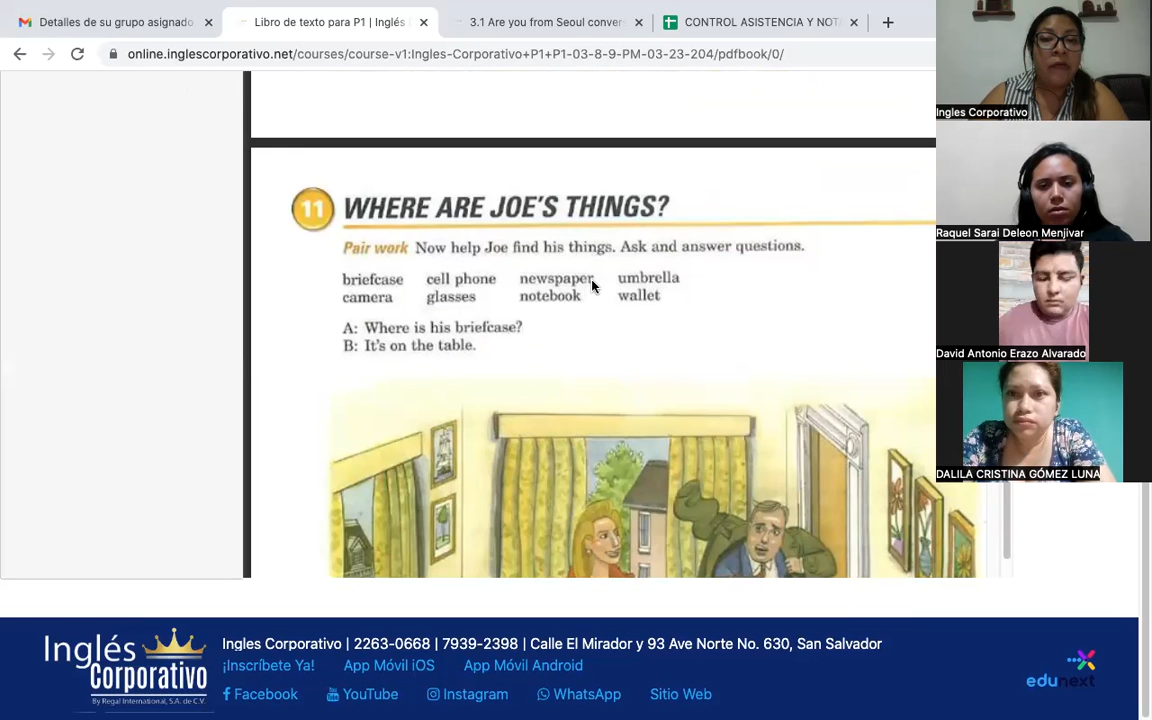 Detalles de su grupo asignado
Libro de texto para P1 | Inglés
3.1 Are you from Seoul conver
CONTROL ASISTENCIA Y NOT
online.inglescorporativo.net/courses/course-v1:Ingles-Corporativo+P1+P1-03-8-9-PM-03-23-204/pdfbook/0/
Ingles Corporativo
Raquel Sarai Deleon Menjivar
David Antonio Erazo Alvarado
DALILA CRISTINA GÓMEZ LUNA
11 WHERE ARE JOE'S THINGS?
Pair work Now help Joe find his things. Ask and answer questions.
briefcase cell phone newspaper umbrella
camera glasses notebook wallet
A: Where is his briefcase?
B: It's on the table.
Inglés Corporativo
By Regal International, S.A. de C.V.
Ingles Corporativo | 2263-0668 | 7939-2398 | Calle El Mirador y 93 Ave Norte No. 630, San Salvador
¡Inscríbete Ya! App Móvil iOS App Móvil Android
Facebook YouTube Instagram WhatsApp Sitio Web
edunext